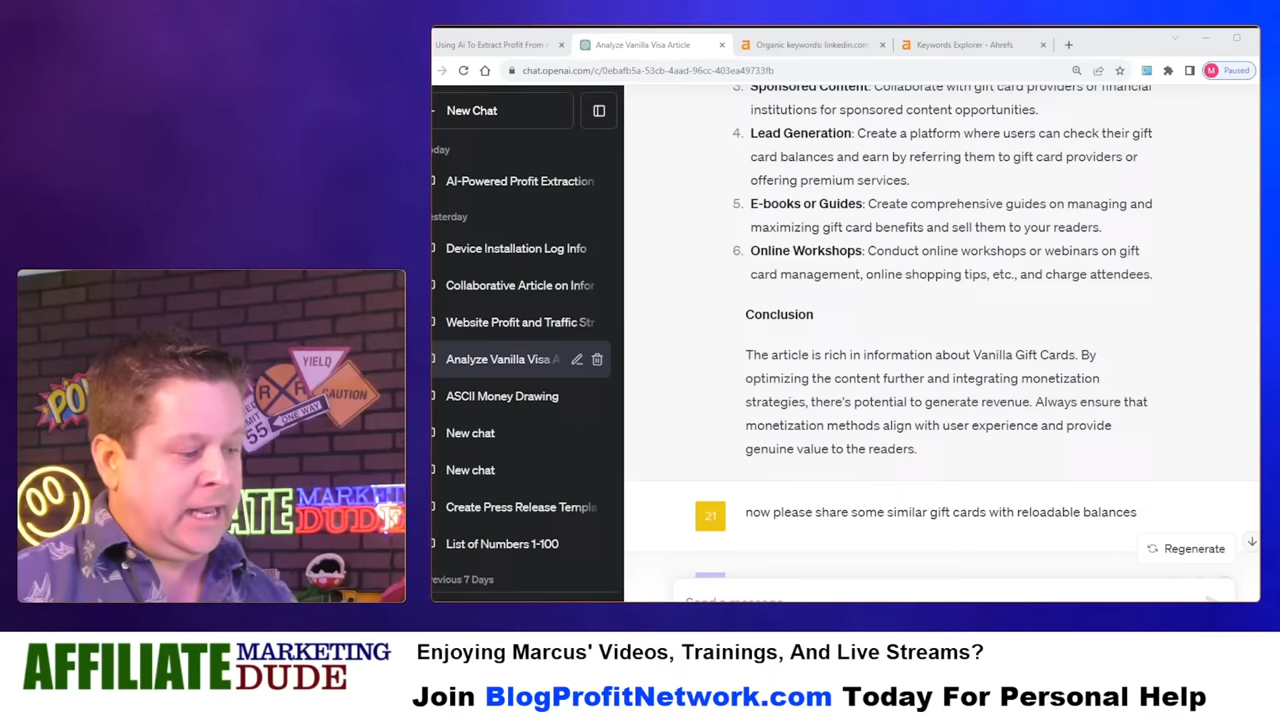 Using Ai To Extract Profit From
Analyze Vanilla Visa Article
Organic keywords: linkedin.com
Keywords Explorer - Ahrefs
chat.openai.com/c/0ebafb5a-53cb-4aad-96cc-403ea49733fb
M Paused
New Chat
oday
AI-Powered Profit Extraction
esterday
Device Installation Log Info
Collaborative Article on Infor
Website Profit and Traffic Str
Analyze Vanilla Visa A
ASCII Money Drawing
New chat
New chat
Create Press Release Templa
List of Numbers 1-100
revious 7 Days
3. Sponsored Content: Collaborate with gift card providers or financial
institutions for sponsored content opportunities.
4. Lead Generation: Create a platform where users can check their gift
card balances and earn by referring them to gift card providers or
offering premium services.
5. E-books or Guides: Create comprehensive guides on managing and
maximizing gift card benefits and sell them to your readers.
6. Online Workshops: Conduct online workshops or webinars on gift
card management, online shopping tips, etc., and charge attendees.
Conclusion
The article is rich in information about Vanilla Gift Cards. By
optimizing the content further and integrating monetization
strategies, there's potential to generate revenue. Always ensure that
monetization methods align with user experience and provide
genuine value to the readers.
21 now please share some similar gift cards with reloadable balances
Regenerate
Send a message
YIELD
R R
CAUTION
ONE WAY
55
ATE MARKET
DUDE
AFFILIATE MARKETING DUDE
Enjoying Marcus' Videos, Trainings, And Live Streams?
Join BlogProfitNetwork.com Today For Personal Help